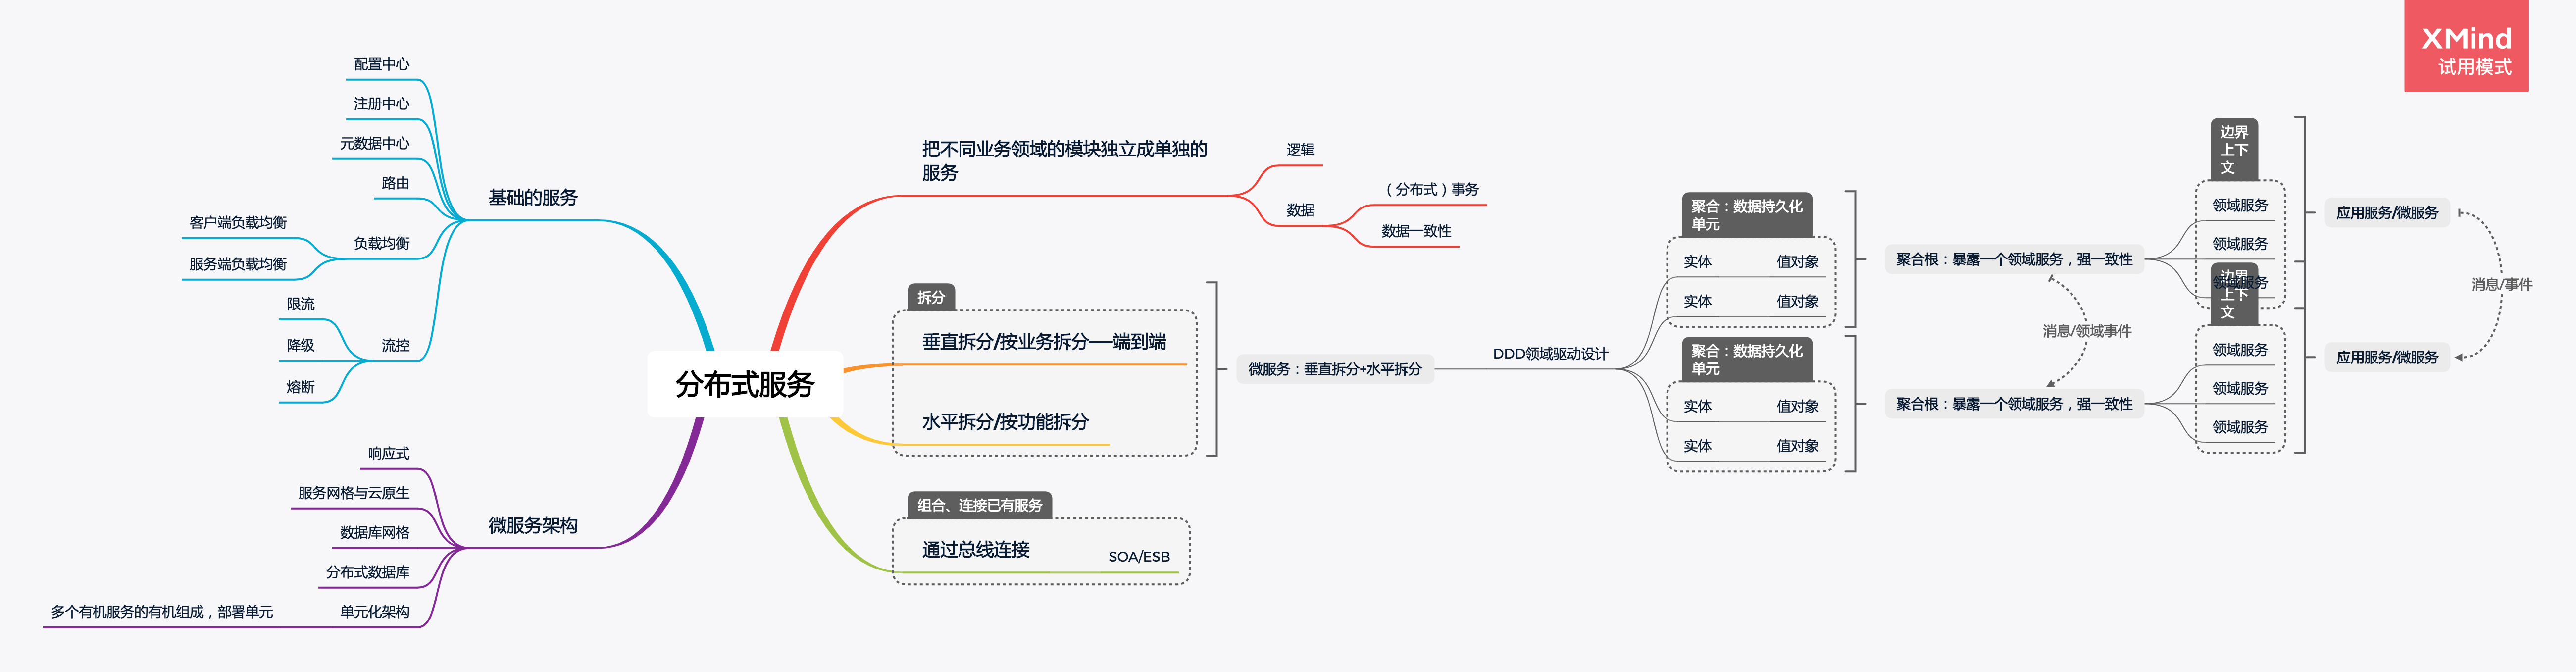 XMind
试用模式
配置中心
注册中心
元数据中心
路由
客户端负载均衡
服务端负载均衡
负载均衡
限流
降级
熔断
流控
基础的服务
响应式
服务网格与云原生
数据库网格
分布式数据库
多个有机服务的有机组成，部署单元
单元化架构
微服务架构
分布式服务
把不同业务领域的模块独立成单独的
服务
逻辑
数据
（分布式）事务
数据一致性
拆分
垂直拆分/按业务拆分——端到端
水平拆分/按功能拆分
组合、连接已有服务
通过总线连接
SOA/ESB
微服务：垂直拆分+水平拆分
DDD领域驱动设计
聚合：数据持久化
单元
实体
值对象
实体
值对象
聚合：数据持久化
单元
实体
值对象
实体
值对象
聚合根：暴露一个领域服务，强一致性
消息/领域事件
聚合根：暴露一个领域服务，强一致性
边界
上下
文
领域服务
领域服务
领域服务
边界
上下
文
领域服务
领域服务
领域服务
应用服务/微服务
消息/事件
应用服务/微服务